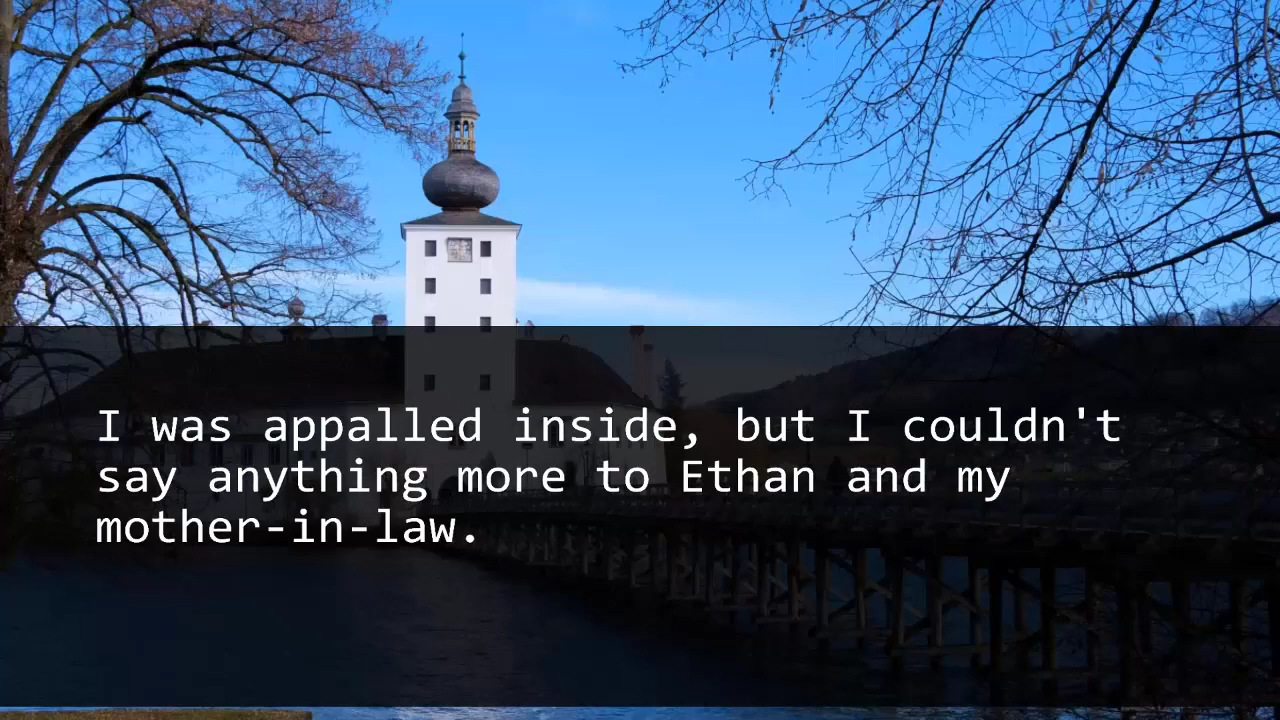 I was appalled inside, but I couldn't
say anything more to Ethan and my
mother-in-law.